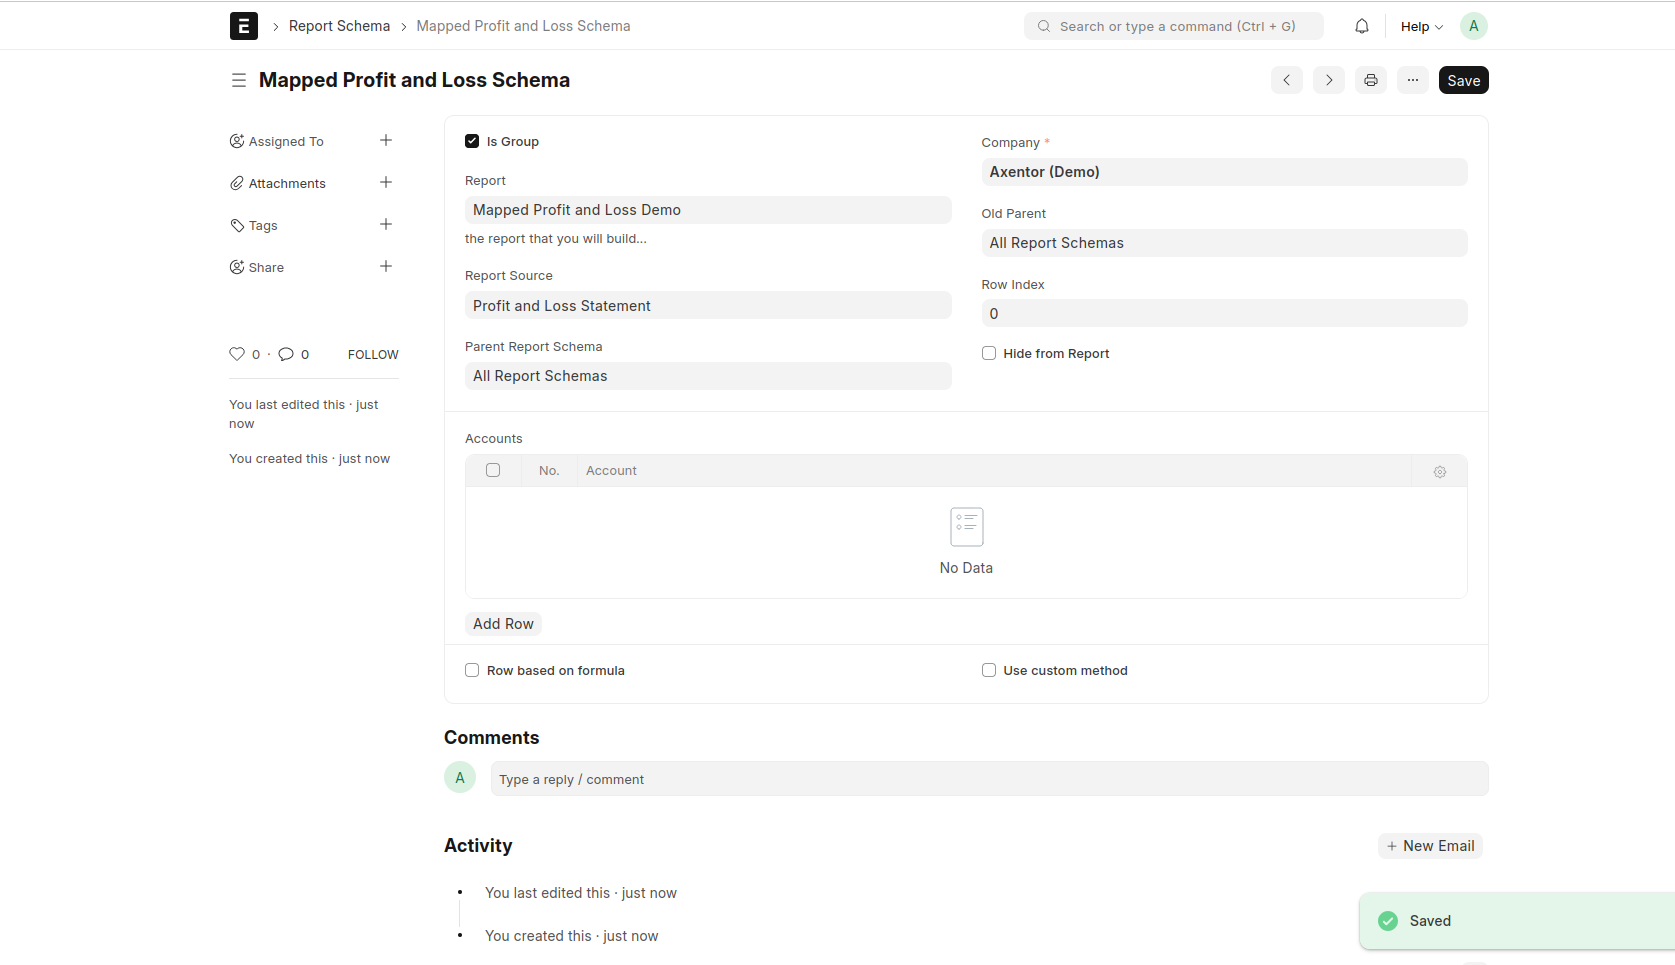 E
Report Schema
Mapped Profit and Loss Schema
Search or type a command (Ctrl + G)
Help
A
Mapped Profit and Loss Schema
Save
Assigned To
Attachments
Tags
Share
0 · 0
FOLLOW
You last edited this · just
now
You created this · just now
Is Group
Report
Mapped Profit and Loss Demo
the report that you will build...
Report Source
Profit and Loss Statement
Parent Report Schema
All Report Schemas
Company *
Axentor (Demo)
Old Parent
All Report Schemas
Row Index
0
Hide from Report
Accounts
No.
Account
No Data
Add Row
Row based on formula
Use custom method
Comments
A
Type a reply / comment
Activity
+ New Email
You last edited this · just now
You created this · just now
Saved